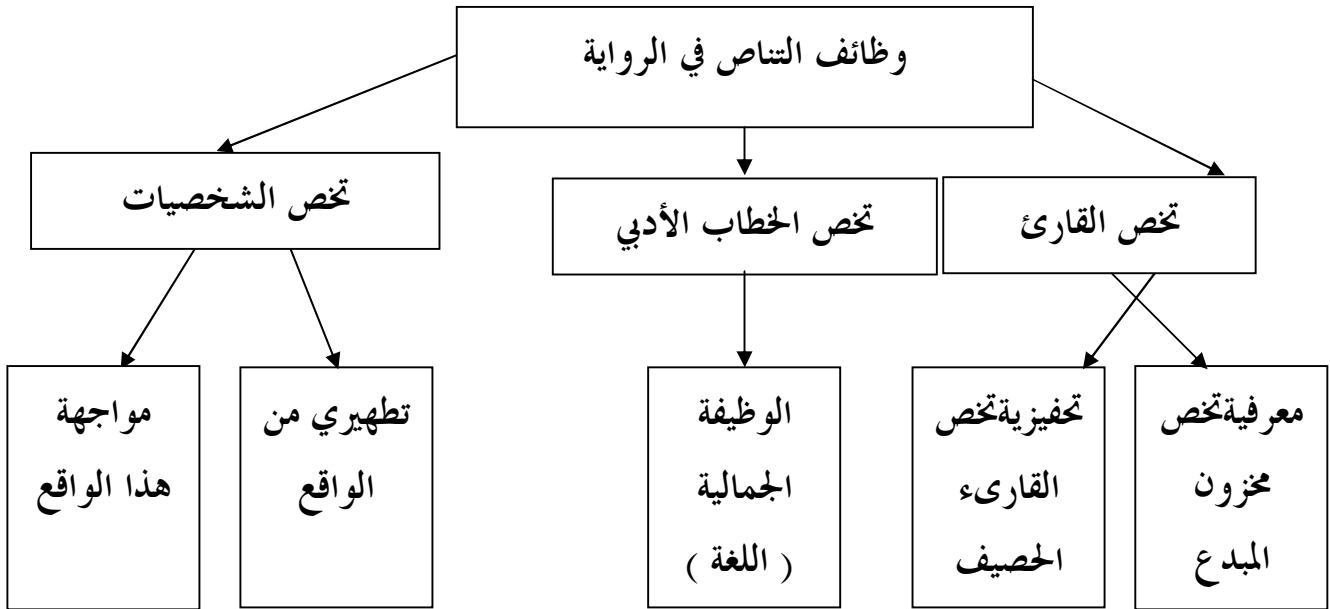 وظائف التناص في الرواية
تخص القارئ
تخص الخطاب الأدبي
تخص الشخصيات
معرفيةتخص
مخزون
المبدع
تحفيزيةتخص
القارىء
الحصيف
الوظيفة
الجمالية
( اللغة )
تطهيري من
الواقع
مواجهة
هذا الواقع